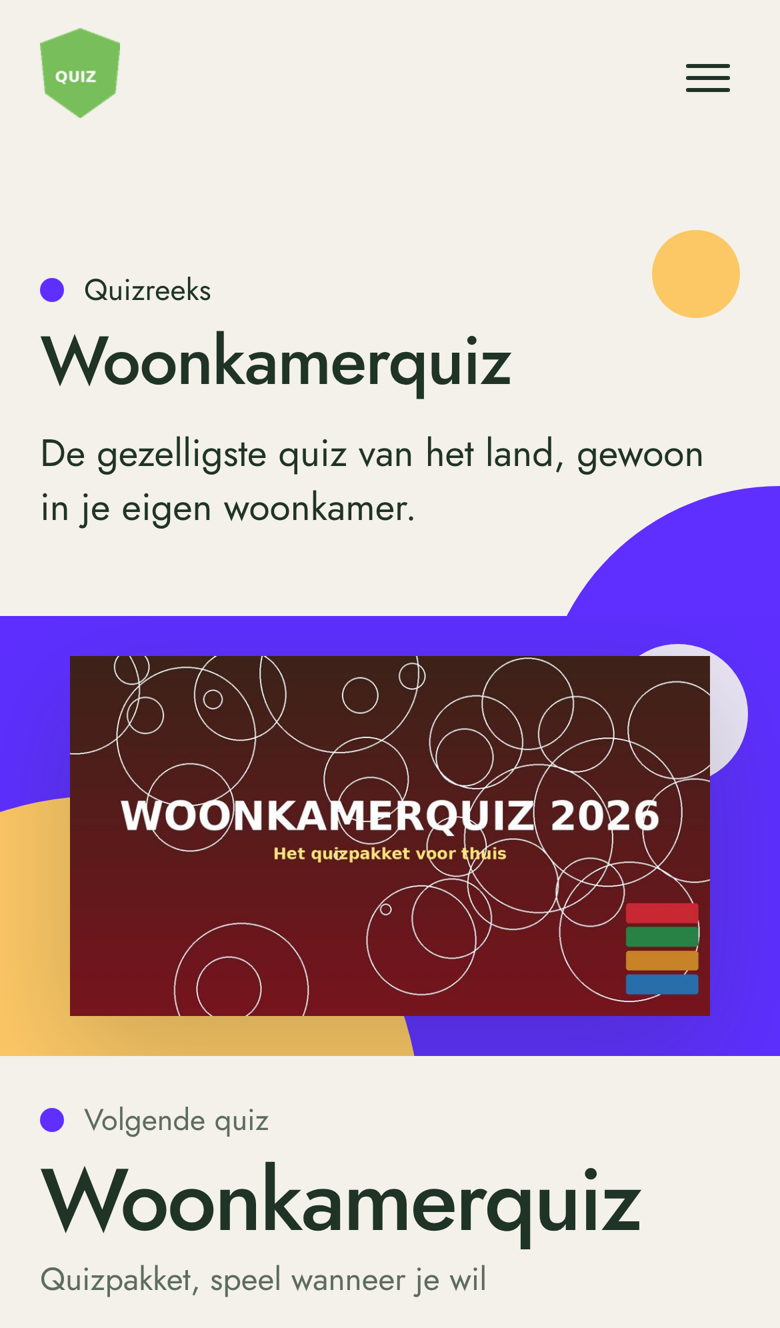 QUIZ
Quizreeks
Woonkamerquiz
De gezelligste quiz van het land, gewoon
in je eigen woonkamer.
WOONKAMERQUIZ 2026
Het quizpakket voor thuis
Volgende quiz
Woonkamerquiz
Quizpakket, speel wanneer je wil